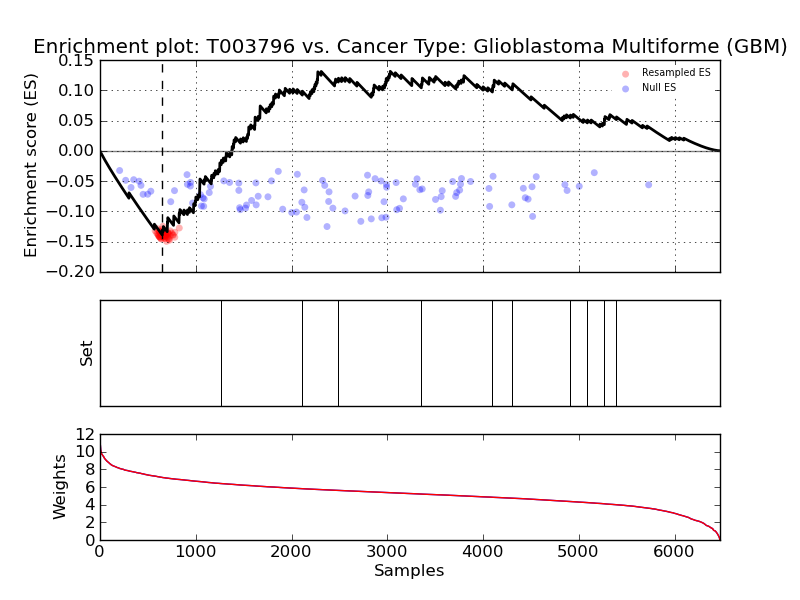 Enrichment plot: T003796 vs. Cancer Type: Glioblastoma Multiforme (GBM)
0.15
0.10
0.05
0.00
−0.05
−0.10
−0.15
−0.20
Enrichment score (ES)
Resampled ES
Null ES
Set
12
10
8
6
4
2
0
Weights
0 1000 2000 3000 4000 5000 6000
Samples